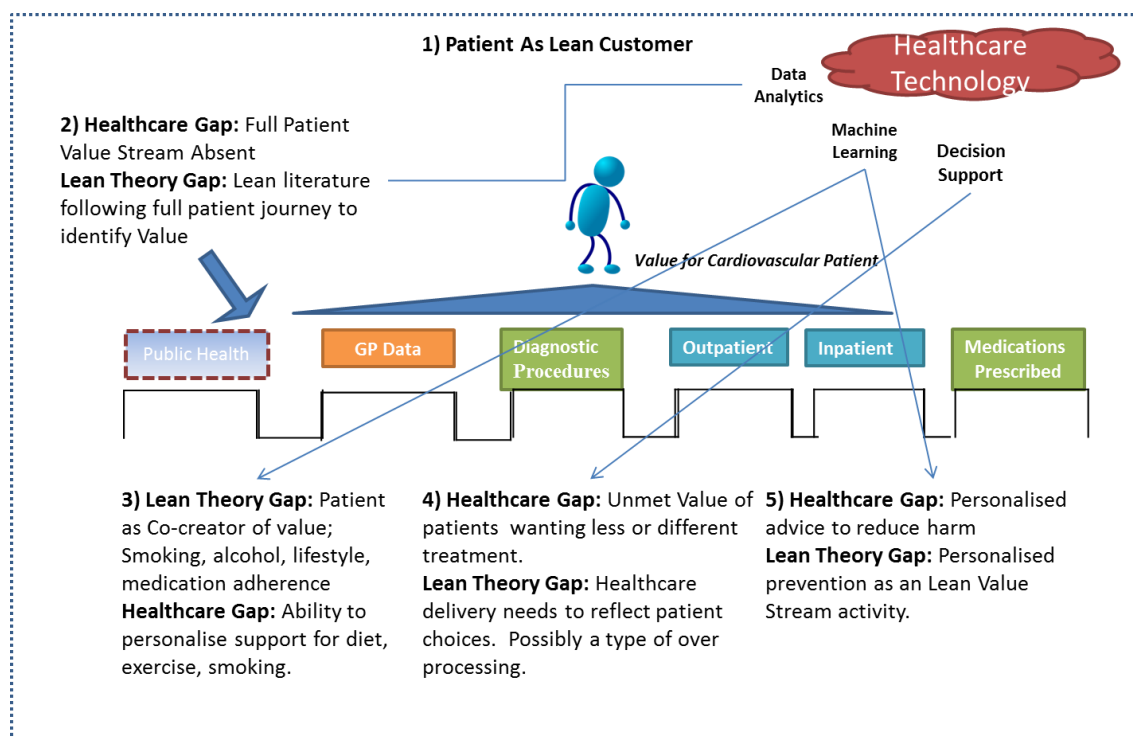 1) Patient As Lean Customer
Healthcare
Technology
Data
Analytics
Machine
Learning
Decision
Support
2) Healthcare Gap: Full Patient
Value Stream Absent
Lean Theory Gap: Lean literature
following full patient journey to
identify Value
Value for Cardiovascular Patient
Public Health
GP Data
Diagnostic
Procedures
Outpatient
Inpatient
Medications
Prescribed
3) Lean Theory Gap: Patient
as Co-creator of value;
Smoking, alcohol, lifestyle,
medication adherence
Healthcare Gap: Ability to
personalise support for diet,
exercise, smoking.
4) Healthcare Gap: Unmet Value of
patients wanting less or different
treatment.
Lean Theory Gap: Healthcare
delivery needs to reflect patient
choices. Possibly a type of over
processing.
5) Healthcare Gap: Personalised
advice to reduce harm
Lean Theory Gap: Personalised
prevention as an Lean Value
Stream activity.